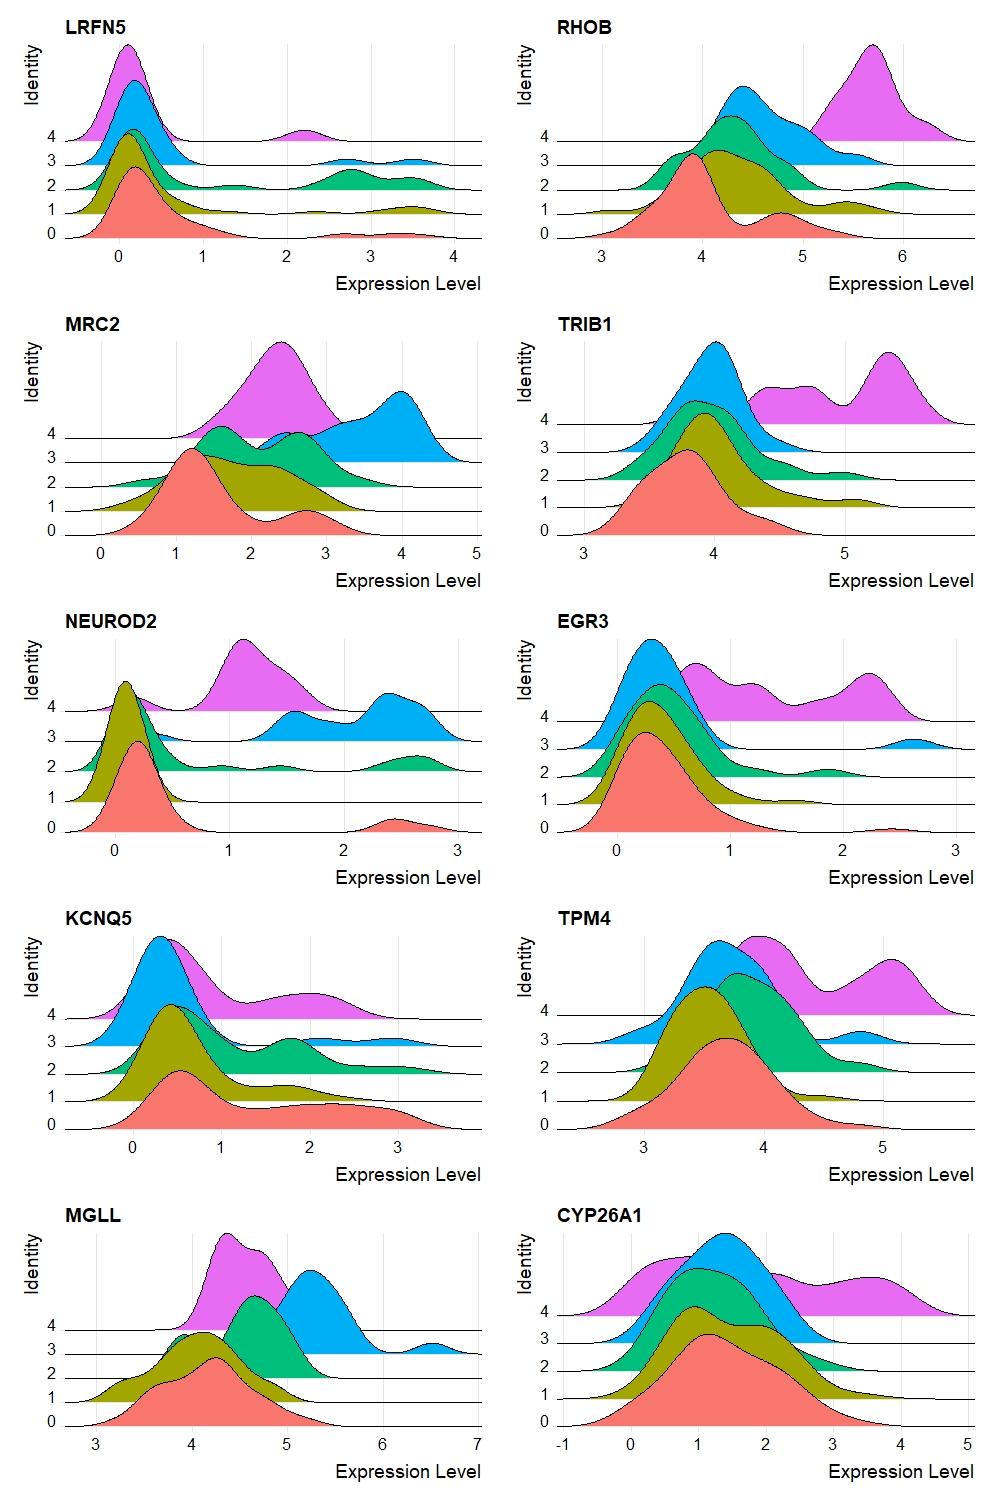 LRFN5
Identity
4
3
2
1
0
0 1 2 3 4
Expression Level
RHOB
Identity
4
3
2
1
0
3 4 5 6
Expression Level
MRC2
Identity
4
3
2
1
0
0 1 2 3 4 5
Expression Level
TRIB1
Identity
4
3
2
1
0
3 4 5
Expression Level
NEUROD2
Identity
4
3
2
1
0
0 1 2 3
Expression Level
EGR3
Identity
4
3
2
1
0
0 1 2 3
Expression Level
KCNQ5
Identity
4
3
2
1
0
0 1 2 3
Expression Level
TPM4
Identity
4
3
2
1
0
3 4 5
Expression Level
MGLL
Identity
4
3
2
1
0
3 4 5 6 7
Expression Level
CYP26A1
Identity
4
3
2
1
0
-1 0 1 2 3 4 5
Expression Level